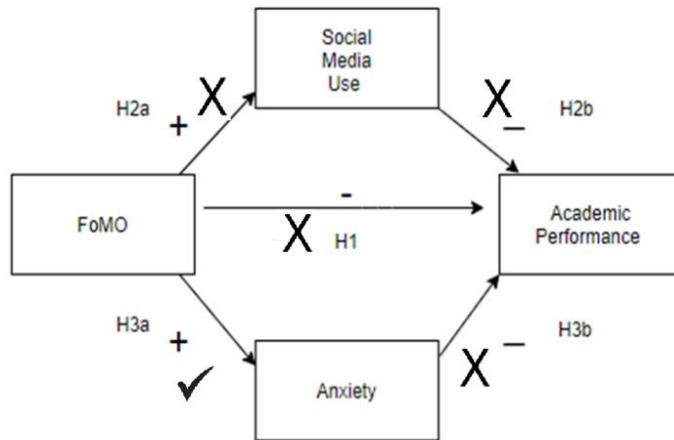 Social
Media
Use
H2a
+
X
X
–
H2b
FoMO
-
X
H1
Academic
Performance
H3a
+
✓
Anxiety
X
–
H3b